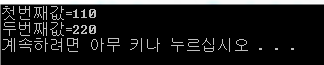 첫번째값=110
두번째값=220
계속하려면 아무 키나 누르십시오 . . .